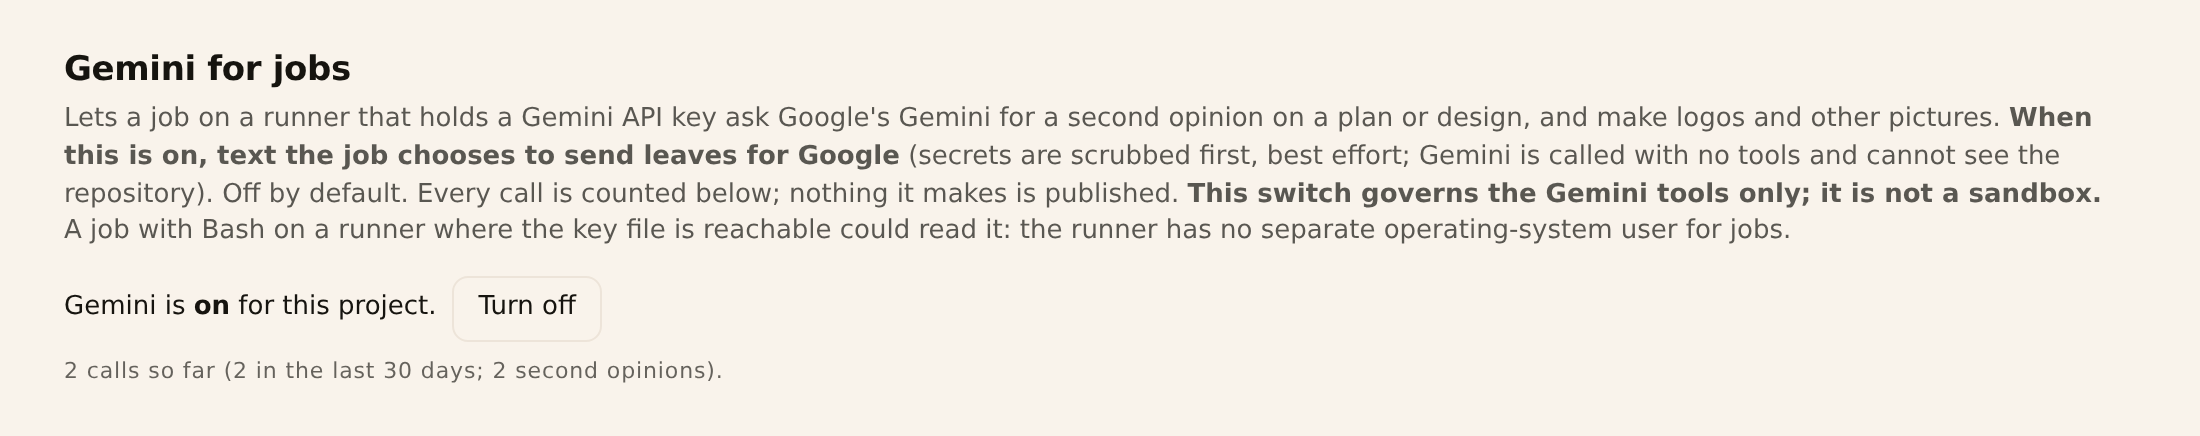 Gemini for jobs
Lets a job on a runner that holds a Gemini API key ask Google's Gemini for a second opinion on a plan or design, and make logos and other pictures. When
this is on, text the job chooses to send leaves for Google (secrets are scrubbed first, best effort; Gemini is called with no tools and cannot see the
repository). Off by default. Every call is counted below; nothing it makes is published. This switch governs the Gemini tools only; it is not a sandbox.
A job with Bash on a runner where the key file is reachable could read it: the runner has no separate operating-system user for jobs.
Gemini is on for this project. Turn off
2 calls so far (2 in the last 30 days; 2 second opinions).